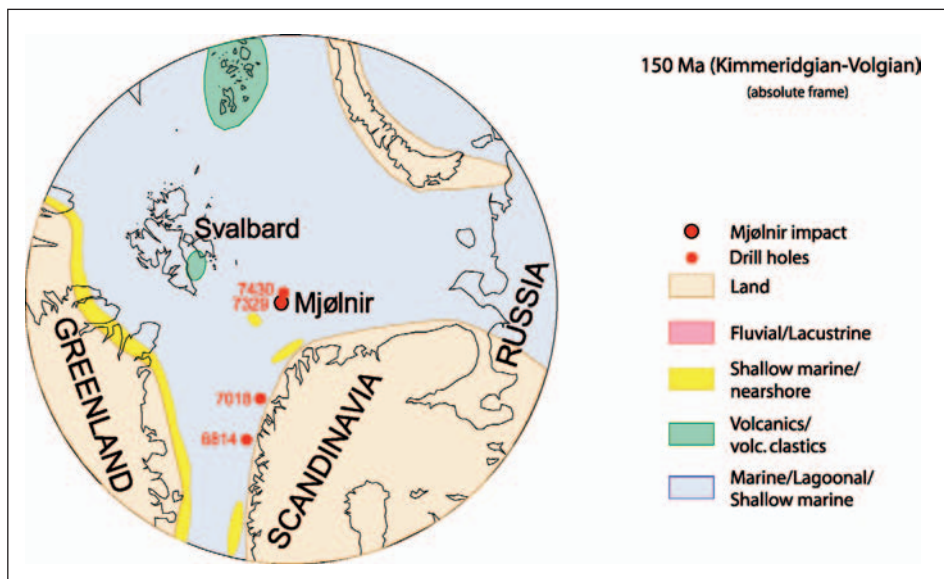 150 Ma (Kimmeridgian-Volgian)
(absolute frame)
Svalbard
7430
7329
Mjølnir
7018
6814
GREENLAND
SCANDINAVIA
RUSSIA
Mjølnir impact
Drill holes
Land
Fluvial/Lacustrine
Shallow marine/
nearshore
Volcanics/
volc. clastics
Marine/Lagoonal/
Shallow marine